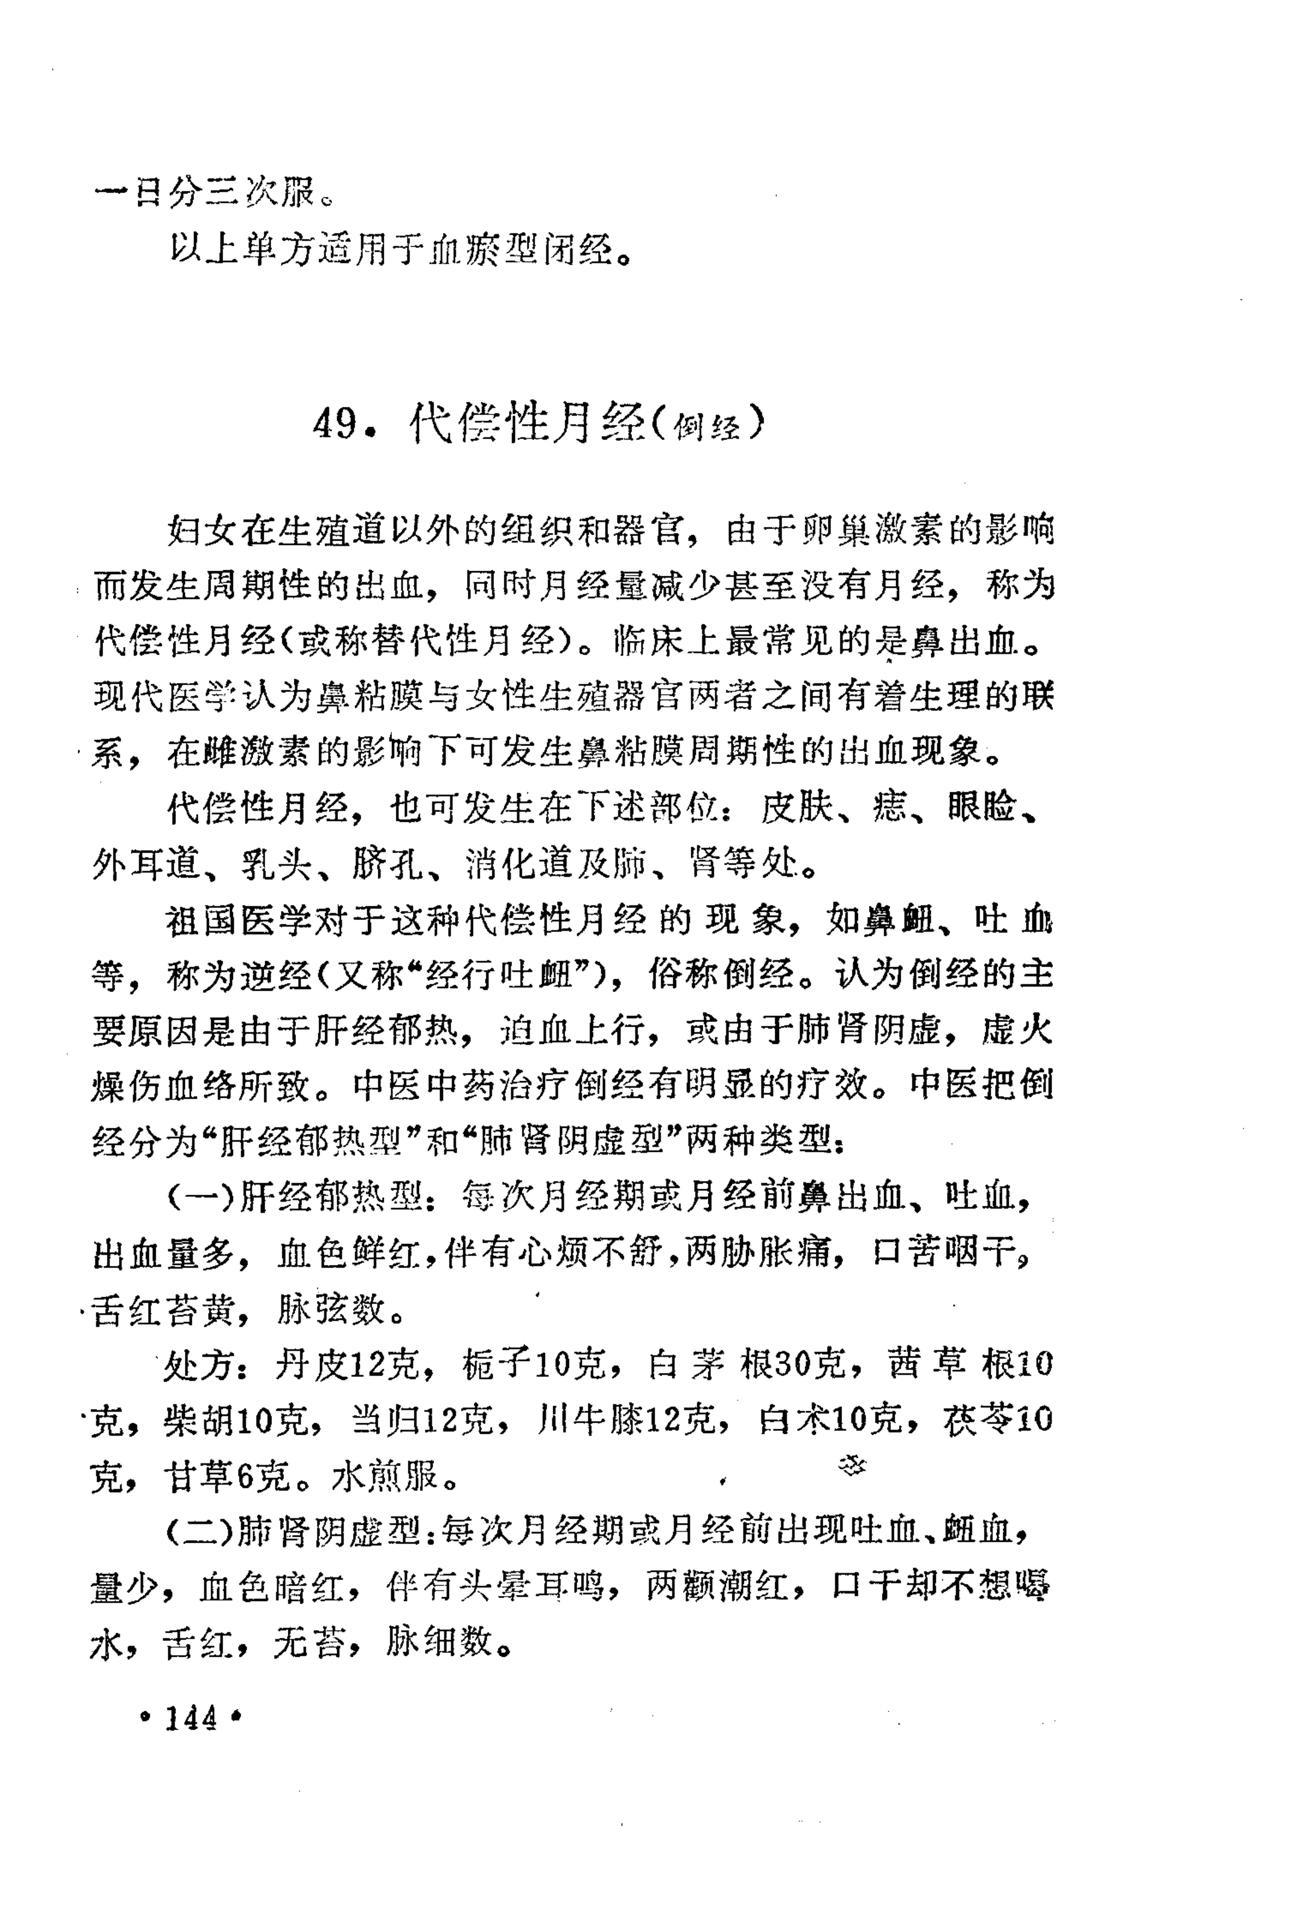 一日分三次服。
以上单方适用于血瘀型闭经。
49．代偿性月经(倒经)
妇女在生殖道以外的组织和器官，由于卵巢激素的影响
而发生周期性的出血，同时月经量减少甚至没有月经，称为
代偿性月经(或称替代性月经)。临床上最常见的是鼻出血。
现代医学认为鼻粘膜与女性生殖器官两者之间有着生理的联
系，在雌激素的影响下可发生鼻粘膜周期性的出血现象。
代偿性月经，也可发生在下述部位：皮肤、痣、眼睑、
外耳道、乳头、脐孔、消化道及肺、肾等处。
祖国医学对于这种代偿性月经的现象，如鼻衄、吐血
等，称为逆经(又称“经行吐衄”)，俗称倒经。认为倒经的主
要原因是由于肝经郁热，迫血上行，或由于肺肾阴虚，虚火
燥伤血络所致。中医中药治疗倒经有明显的疗效。中医把倒
经分为“肝经郁热型”和“肺肾阴虚型”两种类型：
(一)肝经郁热型：每次月经期或月经前鼻出血、吐血，
出血量多，血色鲜红，伴有心烦不舒，两胁胀痛，口苦咽干。
舌红苔黄，脉弦数。
处方：丹皮12克，栀子10克，白茅根30克，茜草根10
克，柴胡10克，当归12克，川牛膝12克，白术10克，茯苓10
克，甘草6克。水煎服。
(二)肺肾阴虚型：每次月经期或月经前出现吐血、衄血，
量少，血色暗红，伴有头晕耳鸣，两颧潮红，口干却不想喝
水，舌红，无苔，脉细数。
•144•